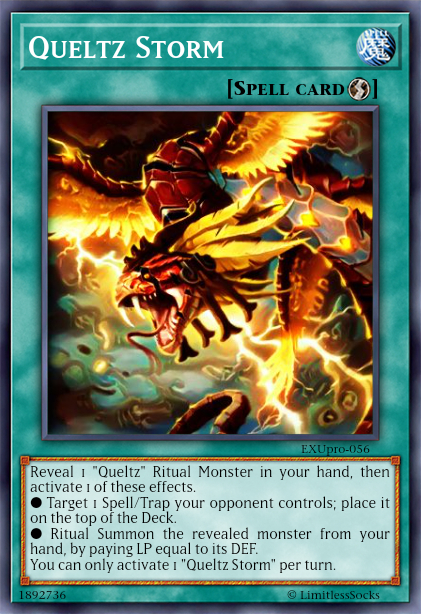 Queltz Storm
魔
[Spell card]
EXUpro-056
Reveal 1 "Queltz" Ritual Monster in your hand, then
activate 1 of these effects.
● Target 1 Spell/Trap your opponent controls; place it
on the top of the Deck.
● Ritual Summon the revealed monster from your
hand, by paying LP equal to its DEF.
You can only activate 1 "Queltz Storm" per turn.
1892736 © LimitlessSocks